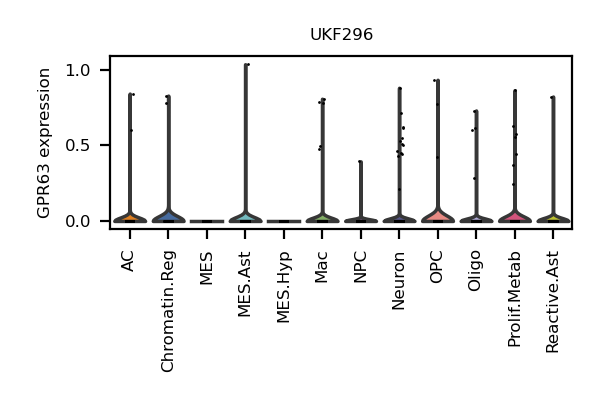 UKF296
GPR63 expression
1.0
0.5
0.0
AC
Chromatin.Reg
MES
MES.Ast
MES.Hyp
Mac
NPC
Neuron
OPC
Oligo
Prolif.Metab
Reactive.Ast